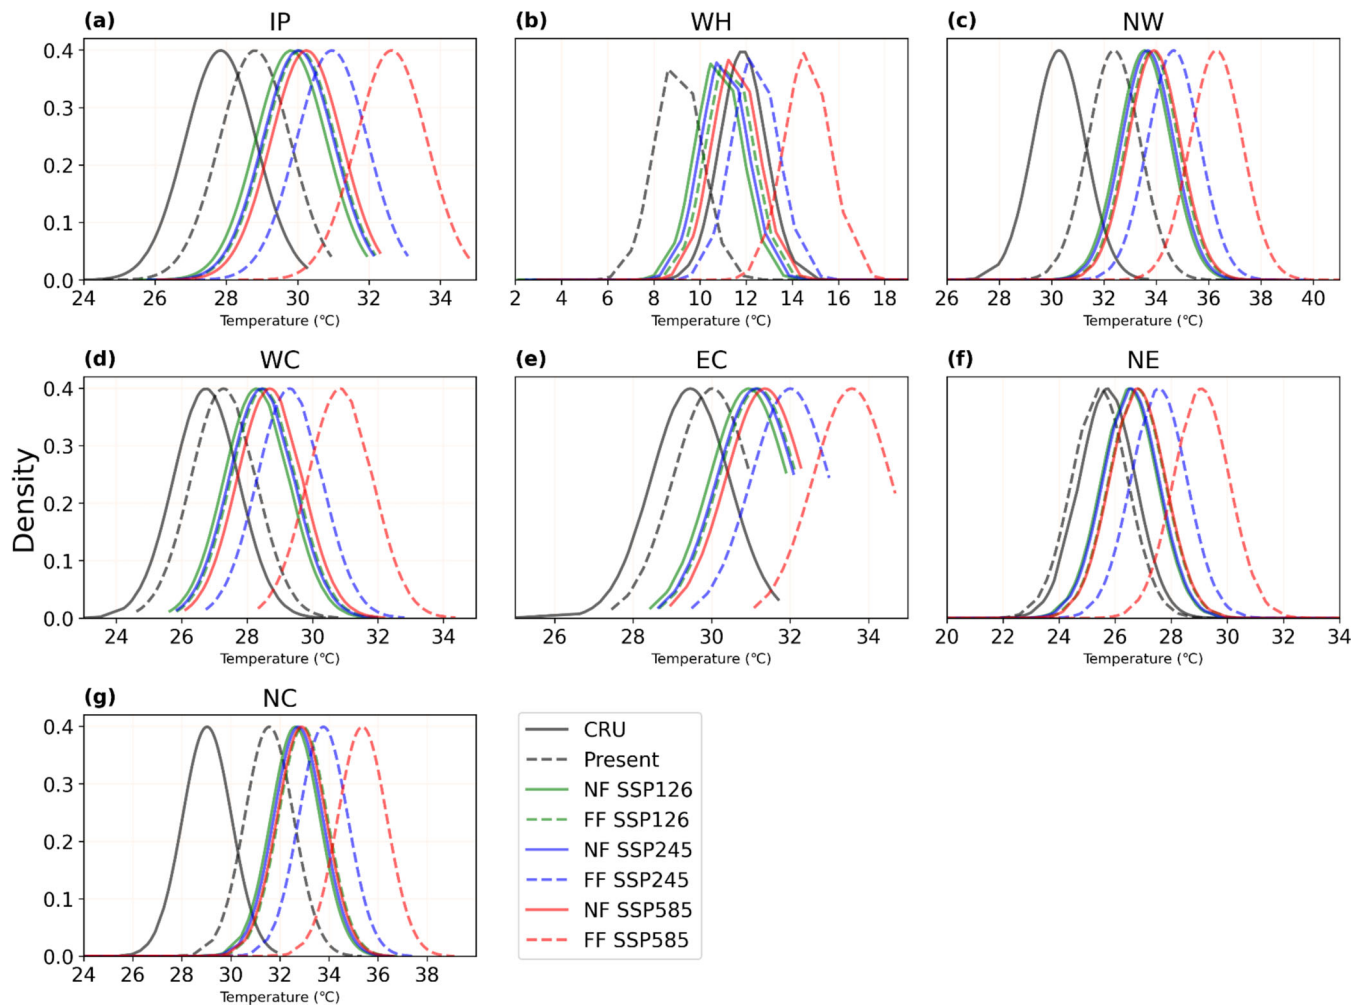 (a) IP
(b) WH
(c) NW
0.4
0.3
0.2
0.1
0.0
24 26 28 30 32 34
2 4 6 8 10 12 14 16 18
26 28 30 32 34 36 38 40
Temperature (℃)
Temperature (℃)
Temperature (℃)
(d) WC
(e) EC
(f) NE
Density
0.4
0.3
0.2
0.1
0.0
24 26 28 30 32 34
26 28 30 32 34
20 22 24 26 28 30 32 34
Temperature (℃)
Temperature (℃)
Temperature (℃)
(g) NC
0.4
0.3
0.2
0.1
0.0
24 26 28 30 32 34 36 38
Temperature (℃)
CRU
Present
NF SSP126
FF SSP126
NF SSP245
FF SSP245
NF SSP585
FF SSP585